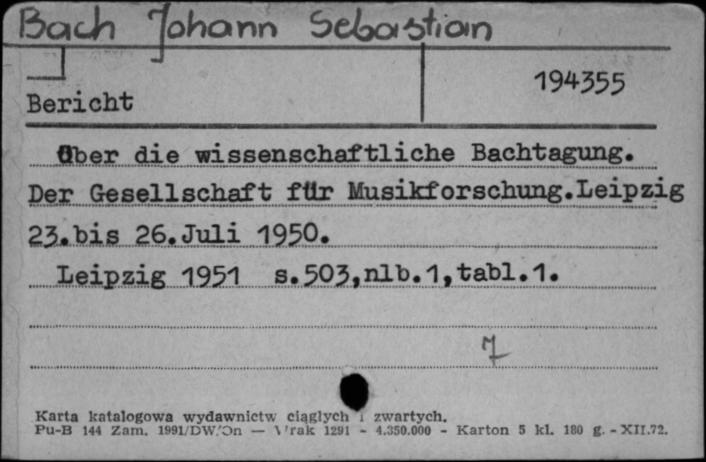 Bach Johann Sebastian
194355
Bericht
Über die wissenschaftliche Bachtagung.
Der Gesellschaft für Musikforschung.Leipzig
23.bis 26.Juli 1950.
Leipzig 1951 s.503,nlb.1,tabl.1.
7
Karta katalogowa wydawnictw ciągłych i zwartych.
Pu-B 144 Zam. 1991/DW/On — Wrak 1291 - 4.350.000 - Karton 5 kl. 180 g. - XII.72.